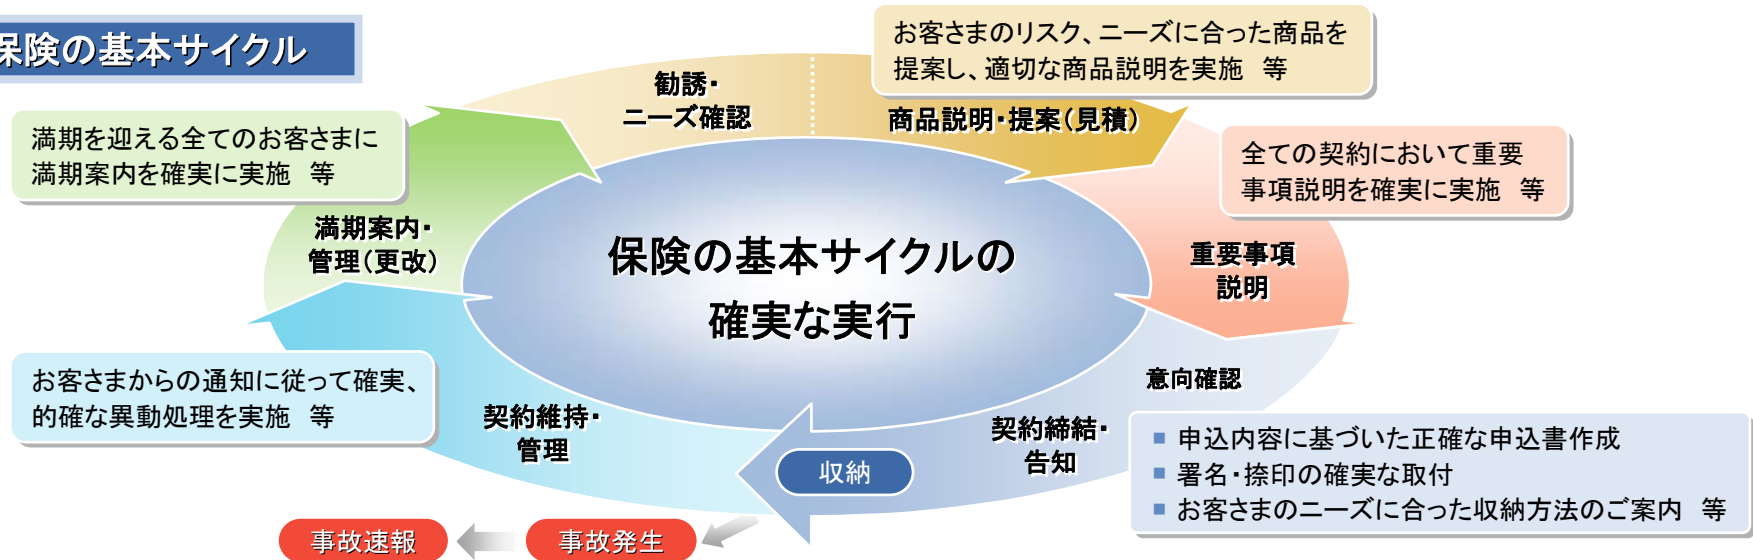 保険の基本サイクル
お客さまのリスク、ニーズに合った商品を
提案し、適切な商品説明を実施 等
勧誘・
ニーズ確認
商品説明・提案(見積)
満期を迎える全てのお客さまに
満期案内を確実に実施 等
全ての契約において重要
事項説明を確実に実施 等
満期案内・
管理(更改)
保険の基本サイクルの
確実な実行
重要事項
説明
お客さまからの通知に従って確実、
的確な異動処理を実施 等
意向確認
契約維持・
管理
契約締結・
告知
収納
■ 申込内容に基づいた正確な申込書作成
■ 署名・捺印の確実な取付
■ お客さまのニーズに合った収納方法のご案内 等
事故速報
事故発生